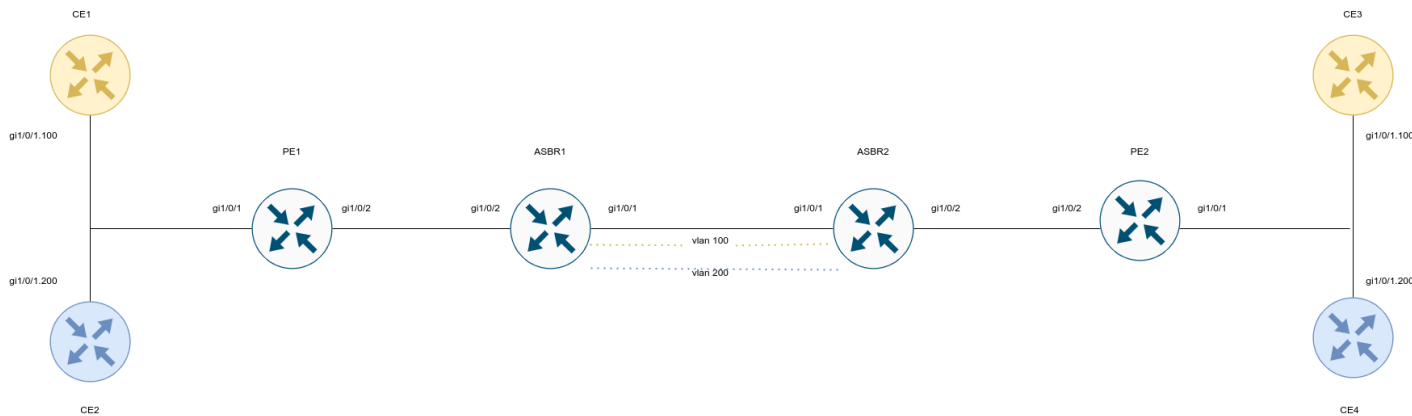 CE1
CE3
gi1/0/1.100
gi1/0/1.100
PE1
ASBR1
ASBR2
PE2
gi1/0/1
gi1/0/2
gi1/0/2
gi1/0/1
gi1/0/1
gi1/0/2
gi1/0/2
gi1/0/1
vlan 100
vlan 200
gi1/0/1.200
gi1/0/1.200
CE2
CE4